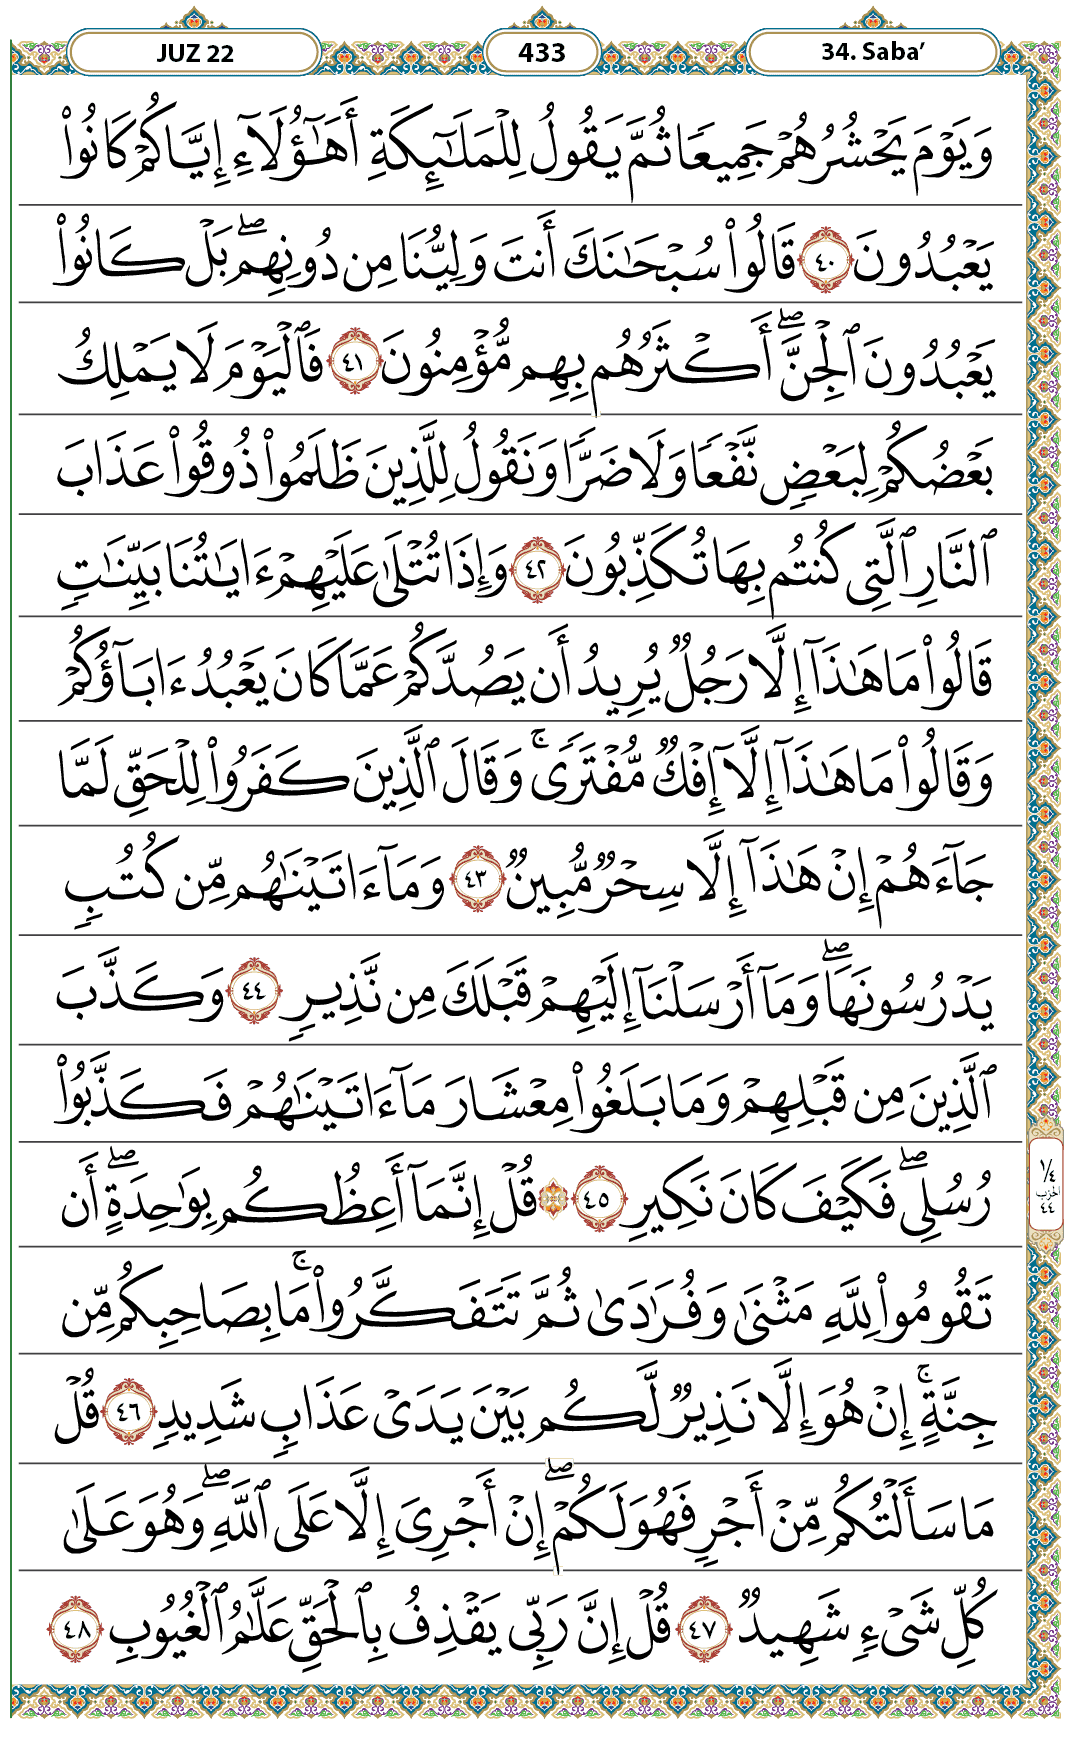 JUZ 22
433
34. Saba’
وَيَوْمَ يَحْشُرُهُمْ جَمِيعًا ثُمَّ يَقُولُ لِلْمَلَٰٓئِكَةِ أَهَٰٓؤُلَآءِ إِيَّاكُمْ كَانُوا۟
يَعْبُدُونَ ٤٠ قَالُوا۟ سُبْحَٰنَكَ أَنتَ وَلِيُّنَا مِن دُونِهِم ۖ بَلْ كَانُوا۟
يَعْبُدُونَ ٱلْجِنَّ ۖ أَكْثَرُهُم بِهِم مُّؤْمِنُونَ ٤١ فَٱلْيَوْمَ لَا يَمْلِكُ
بَعْضُكُمْ لِبَعْضٍ نَّفْعًا وَلَا ضَرًّا وَنَقُولُ لِلَّذِينَ ظَلَمُوا۟ ذُوقُوا۟ عَذَابَ
ٱلنَّارِ ٱلَّتِى كُنتُم بِهَا تُكَذِّبُونَ ٤٢ وَإِذَا تُتْلَىٰ عَلَيْهِمْ ءَايَٰتُنَا بَيِّنَٰتٍ
قَالُوا۟ مَا هَٰذَآ إِلَّا رَجُلٌ يُرِيدُ أَن يَصُدَّكُمْ عَمَّا كَانَ يَعْبُدُ ءَابَآؤُكُمْ
وَقَالُوا۟ مَا هَٰذَآ إِلَّآ إِفْكٌ مُّفْتَرًى ۚ وَقَالَ ٱلَّذِينَ كَفَرُوا۟ لِلْحَقِّ لَمَّا
جَآءَهُمْ إِنْ هَٰذَآ إِلَّا سِحْرٌ مُّبِينٌ ٤٣ وَمَآ ءَاتَيْنَٰهُم مِّن كُتُبٍ
يَدْرُسُونَهَا ۖ وَمَآ أَرْسَلْنَآ إِلَيْهِمْ قَبْلَكَ مِن نَّذِيرٍ ٤٤ وَكَذَّبَ
ٱلَّذِينَ مِن قَبْلِهِمْ وَمَا بَلَغُوا۟ مِعْشَارَ مَآ ءَاتَيْنَٰهُمْ فَكَذَّبُوا۟
رُسُلِى ۖ فَكَيْفَ كَانَ نَكِيرِ ٤٥ ۞ قُلْ إِنَّمَآ أَعِظُكُم بِوَٰحِدَةٍ ۖ أَن
تَقُومُوا۟ لِلَّهِ مَثْنَىٰ وَفُرَٰدَىٰ ثُمَّ تَتَفَكَّرُوا۟ ۚ مَا بِصَاحِبِكُم مِّن
جِنَّةٍ ۚ إِنْ هُوَ إِلَّا نَذِيرٌ لَّكُم بَيْنَ يَدَىْ عَذَابٍ شَدِيدٍ ٤٦ قُلْ
مَا سَأَلْتُكُم مِّنْ أَجْرٍ فَهُوَ لَكُمْ ۖ إِنْ أَجْرِىَ إِلَّا عَلَى ٱللَّهِ ۖ وَهُوَ عَلَىٰ
كُلِّ شَىْءٍ شَهِيدٌ ٤٧ قُلْ إِنَّ رَبِّى يَقْذِفُ بِٱلْحَقِّ عَلَّٰمُ ٱلْغُيُوبِ ٤٨
١/٤
الحزب
٤٤